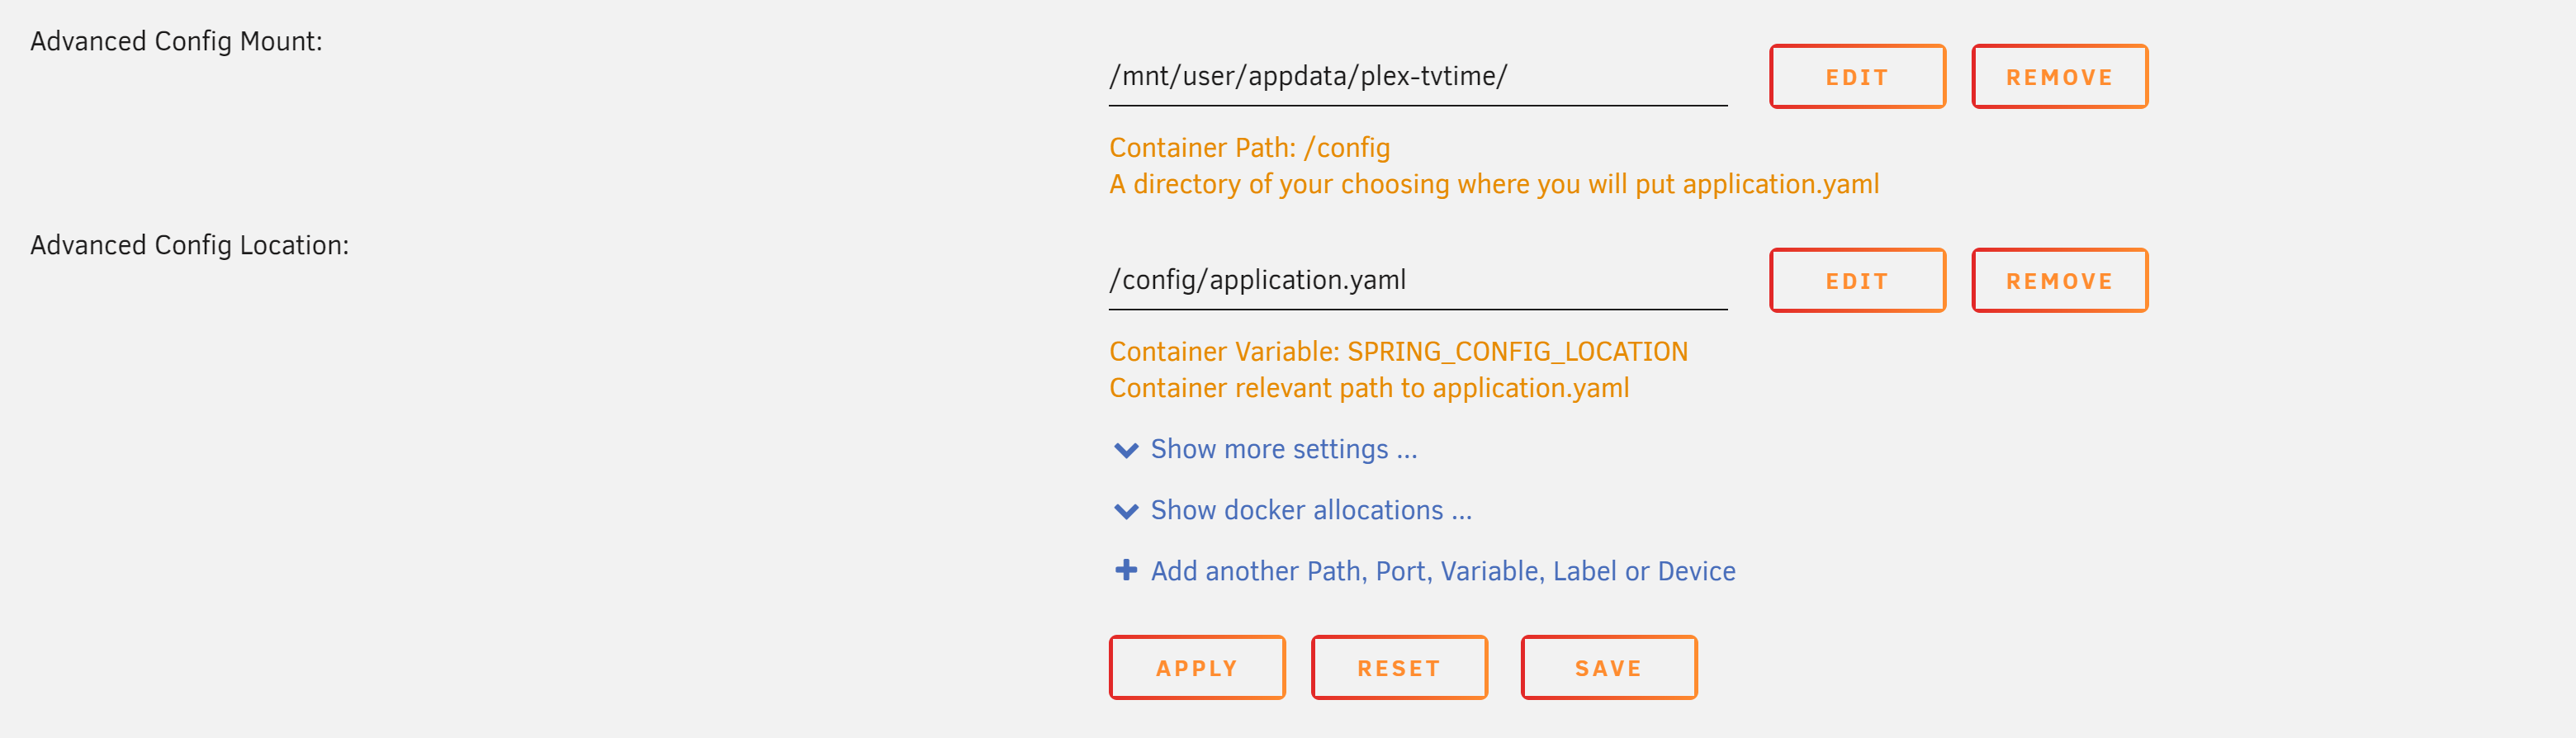 Advanced Config Mount:
/mnt/user/appdata/plex-tvtime/
EDIT
REMOVE
Container Path: /config
A directory of your choosing where you will put application.yaml
Advanced Config Location:
/config/application.yaml
EDIT
REMOVE
Container Variable: SPRING_CONFIG_LOCATION
Container relevant path to application.yaml
Show more settings ...
Show docker allocations ...
Add another Path, Port, Variable, Label or Device
APPLY
RESET
SAVE